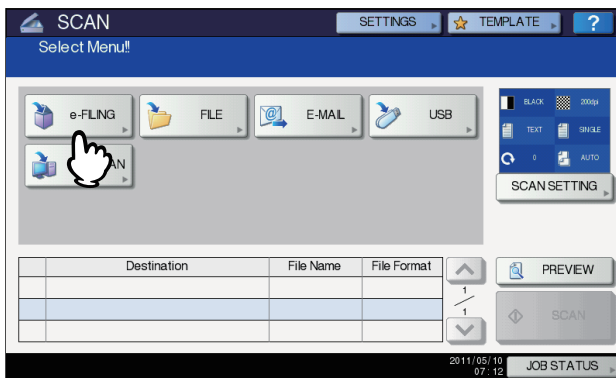 SCAN
SETTINGS
TEMPLATE
?
Select Menu!!
e-FILING
FILE
E-MAIL
USB
AN
BLACK
200dpi
TEXT
SINGLE
0
AUTO
SCAN SETTING
Destination
File Name
File Format
1
1
PREVIEW
SCAN
2011/05/10
07:12
JOB STATUS